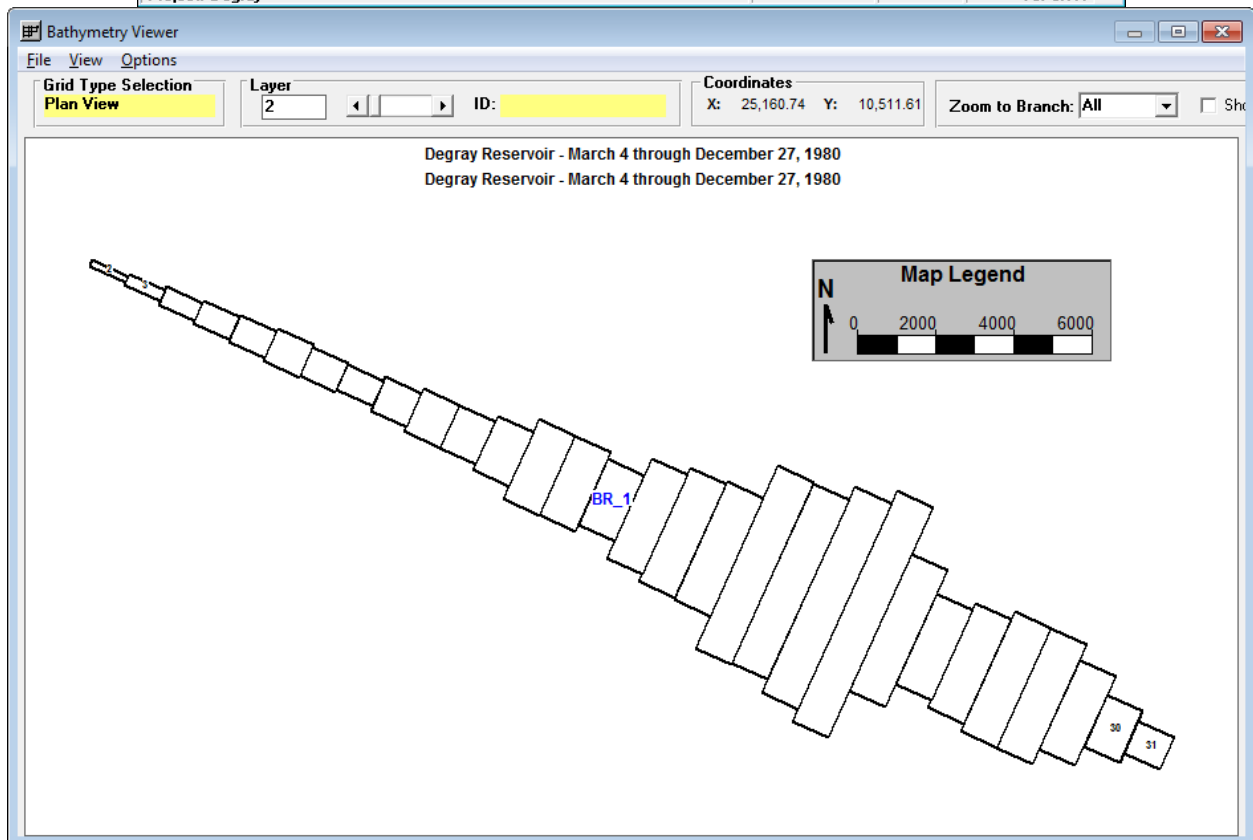 Bathymetry Viewer
File View Options
Grid Type Selection Layer Coordinates
Plan View 2 ID: X: 25,160.74 Y: 10,511.61 Zoom to Branch: All Sho
Degray Reservoir - March 4 through December 27, 1980
Degray Reservoir - March 4 through December 27, 1980
Map Legend
N
0 2000 4000 6000
2
3
BR_1
30
31